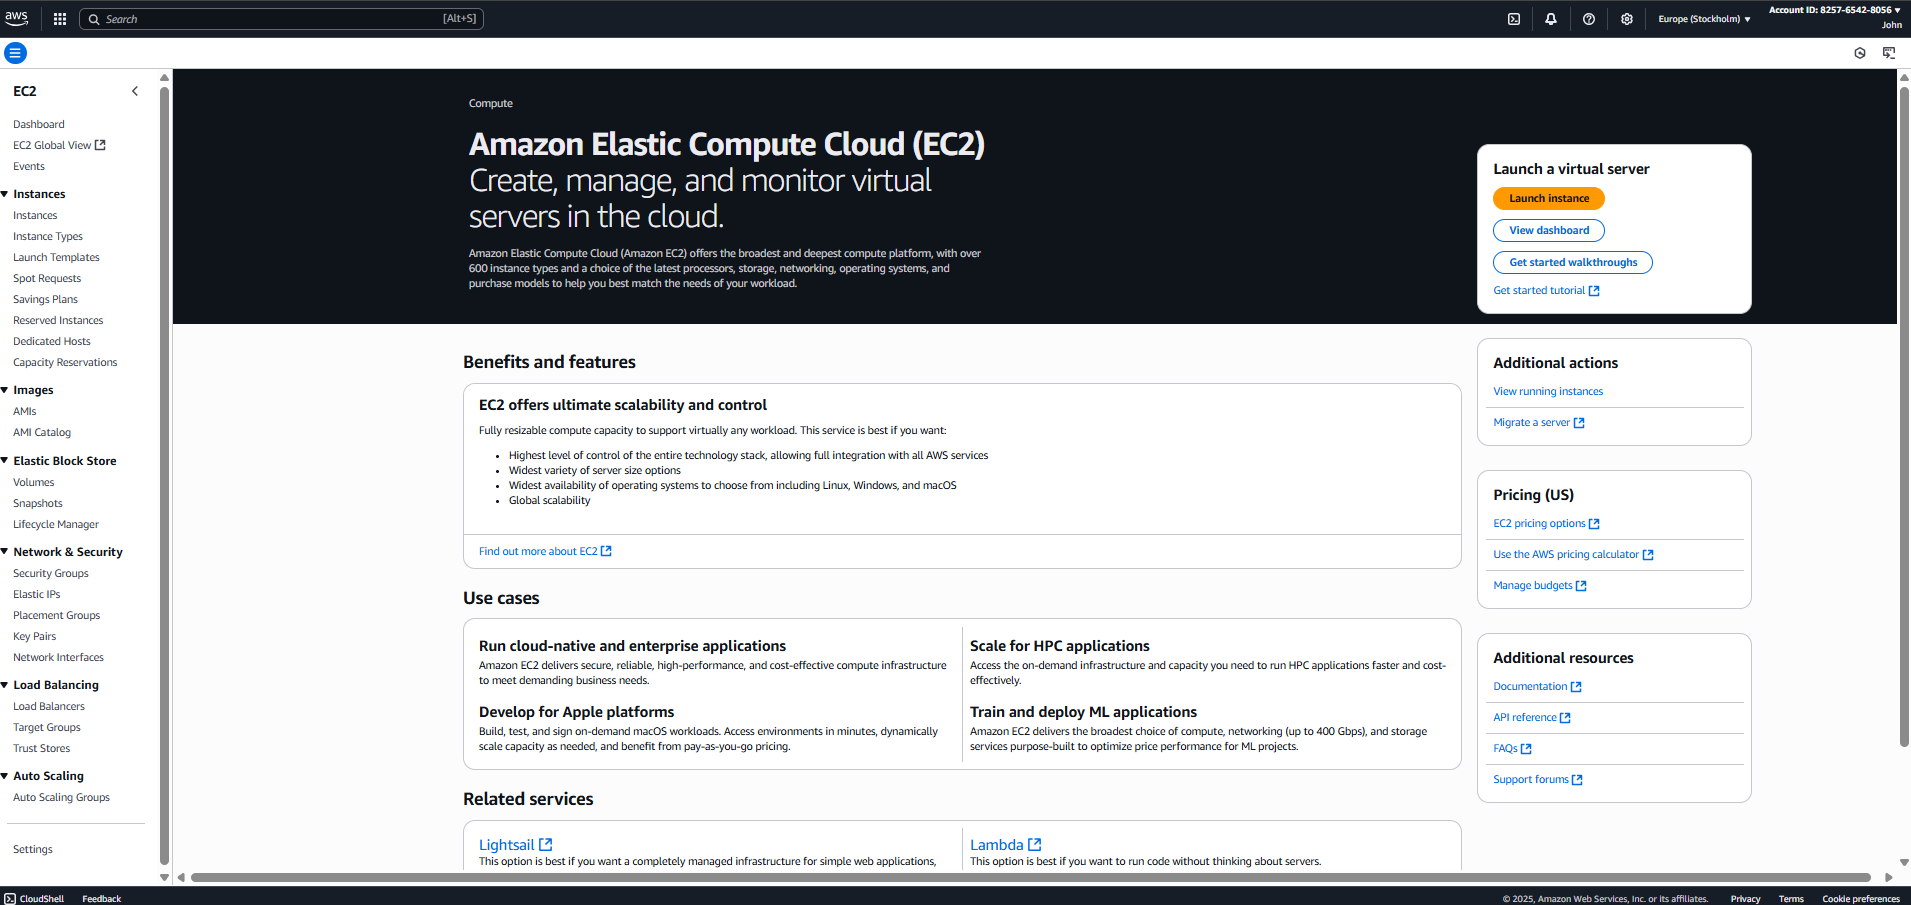 aws
Search
[Alt+S]
Europe (Stockholm) ▼
Account ID: 8257-6542-8056 ▼
John
EC2
Dashboard
EC2 Global View
Events
Instances
Instances
Instance Types
Launch Templates
Spot Requests
Savings Plans
Reserved Instances
Dedicated Hosts
Capacity Reservations
Images
AMIs
AMI Catalog
Elastic Block Store
Volumes
Snapshots
Lifecycle Manager
Network & Security
Security Groups
Elastic IPs
Placement Groups
Key Pairs
Network Interfaces
Load Balancing
Load Balancers
Target Groups
Trust Stores
Auto Scaling
Auto Scaling Groups
Settings
Compute
Amazon Elastic Compute Cloud (EC2)
Create, manage, and monitor virtual
servers in the cloud.
Amazon Elastic Compute Cloud (Amazon EC2) offers the broadest and deepest compute platform, with over
600 instance types and a choice of the latest processors, storage, networking, operating systems, and
purchase models to help you best match the needs of your workload.
Launch a virtual server
Launch instance
View dashboard
Get started walkthroughs
Get started tutorial
Benefits and features
EC2 offers ultimate scalability and control
Fully resizable compute capacity to support virtually any workload. This service is best if you want:
• Highest level of control of the entire technology stack, allowing full integration with all AWS services
• Widest variety of server size options
• Widest availability of operating systems to choose from including Linux, Windows, and macOS
• Global scalability
Find out more about EC2
Use cases
Run cloud-native and enterprise applications
Amazon EC2 delivers secure, reliable, high-performance, and cost-effective compute infrastructure
to meet demanding business needs.
Develop for Apple platforms
Build, test, and sign on-demand macOS workloads. Access environments in minutes, dynamically
scale capacity as needed, and benefit from pay-as-you-go pricing.
Scale for HPC applications
Access the on-demand infrastructure and capacity you need to run HPC applications faster and cost-
effectively.
Train and deploy ML applications
Amazon EC2 delivers the broadest choice of compute, networking (up to 400 Gbps), and storage
services purpose-built to optimize price performance for ML projects.
Related services
Lightsail
This option is best if you want a completely managed infrastructure for simple web applications,
Lambda
This option is best if you want to run code without thinking about servers.
Additional actions
View running instances
Migrate a server
Pricing (US)
EC2 pricing options
Use the AWS pricing calculator
Manage budgets
Additional resources
Documentation
API reference
FAQs
Support forums
CloudShell
Feedback
© 2025, Amazon Web Services, Inc. or its affiliates.
Privacy
Terms
Cookie preferences